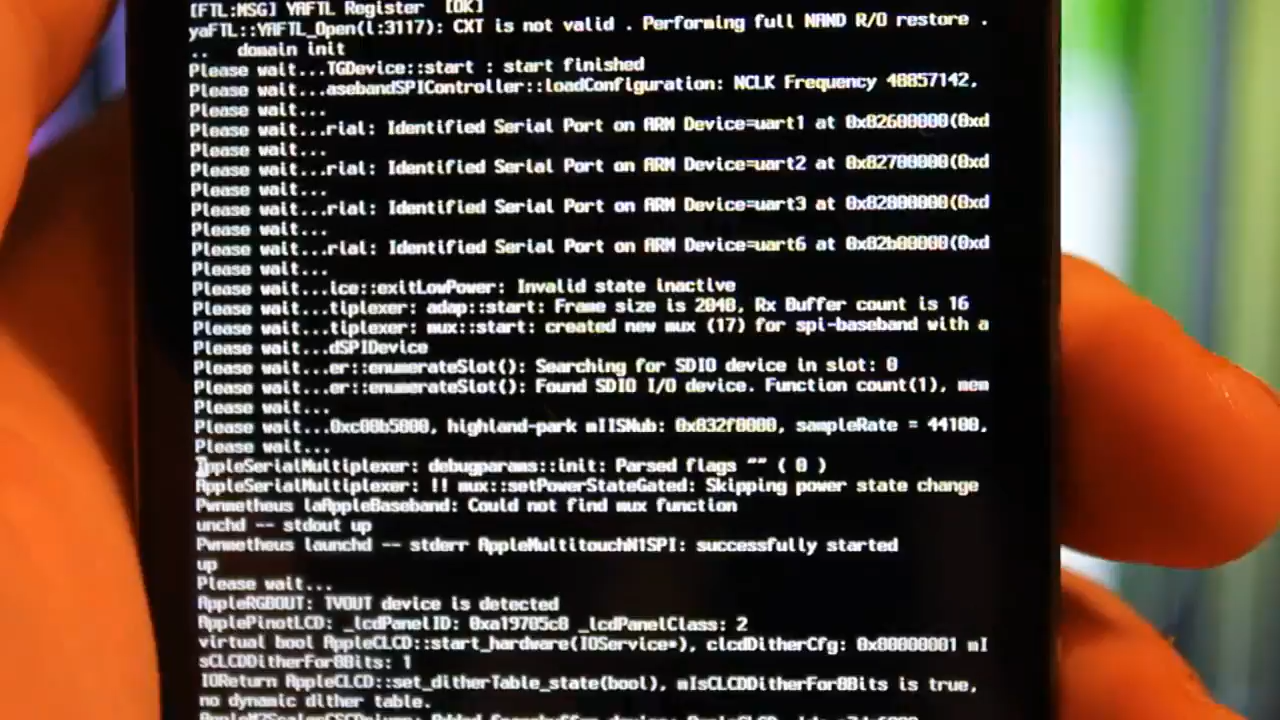 [FTL:MSG] YAFTL Register [OK]
yaFTL::YAFTL_Open(l:3117): CXT is not valid . Performing full NAND R/O restore .
.. domain init
Please wait...TGDevice::start : start finished
Please wait...asebandSPIController::loadConfiguration: NCLK Frequency 48857142,
Please wait...
Please wait...rial: Identified Serial Port on ARM Device=uart1 at 0x82600000(0xd
Please wait...
Please wait...rial: Identified Serial Port on ARM Device=uart2 at 0x82700000(0xd
Please wait...
Please wait...rial: Identified Serial Port on ARM Device=uart3 at 0x82800000(0xd
Please wait...
Please wait...rial: Identified Serial Port on ARM Device=uart6 at 0x82b00000(0xd
Please wait...
Please wait...ice::exitLowPower: Invalid state inactive
Please wait...tiplexer: adap::start: Frame size is 2048, Rx Buffer count is 16
Please wait...tiplexer: mux::start: created new mux (17) for spi-baseband with a
Please wait...dSPIDevice
Please wait...er::enumerateSlot(): Searching for SDIO device in slot: 0
Please wait...er::enumerateSlot(): Found SDIO I/O device. Function count(1), mem
Please wait...
Please wait...0xc00b5000, highland-park mIISNub: 0x832f8000, sampleRate = 44100,
Please wait...
AppleSerialMultiplexer: debugparams::init: Parsed flags "" ( 0 )
AppleSerialMultiplexer: !! mux::setPowerStateGated: Skipping power state change
Pwnmetheus laAppleBaseband: Could not find mux function
unchd -- stdout up
Pwnmetheus launchd -- stderr AppleMultitouchN1SPI: successfully started
up
Please wait...
AppleRGBOUT: TVOUT device is detected
ApplePinotLCD: _lcdPanelID: 0xa19705c8 _lcdPanelClass: 2
virtual bool AppleCLCD::start_hardware(IOService*), clcdDitherCfg: 0x80000001 mI
sCLCDDitherFor8Bits: 1
IOReturn AppleCLCD::set_ditherTable_state(bool), mIsCLCDDitherFor8Bits is true,
no dynamic dither table.